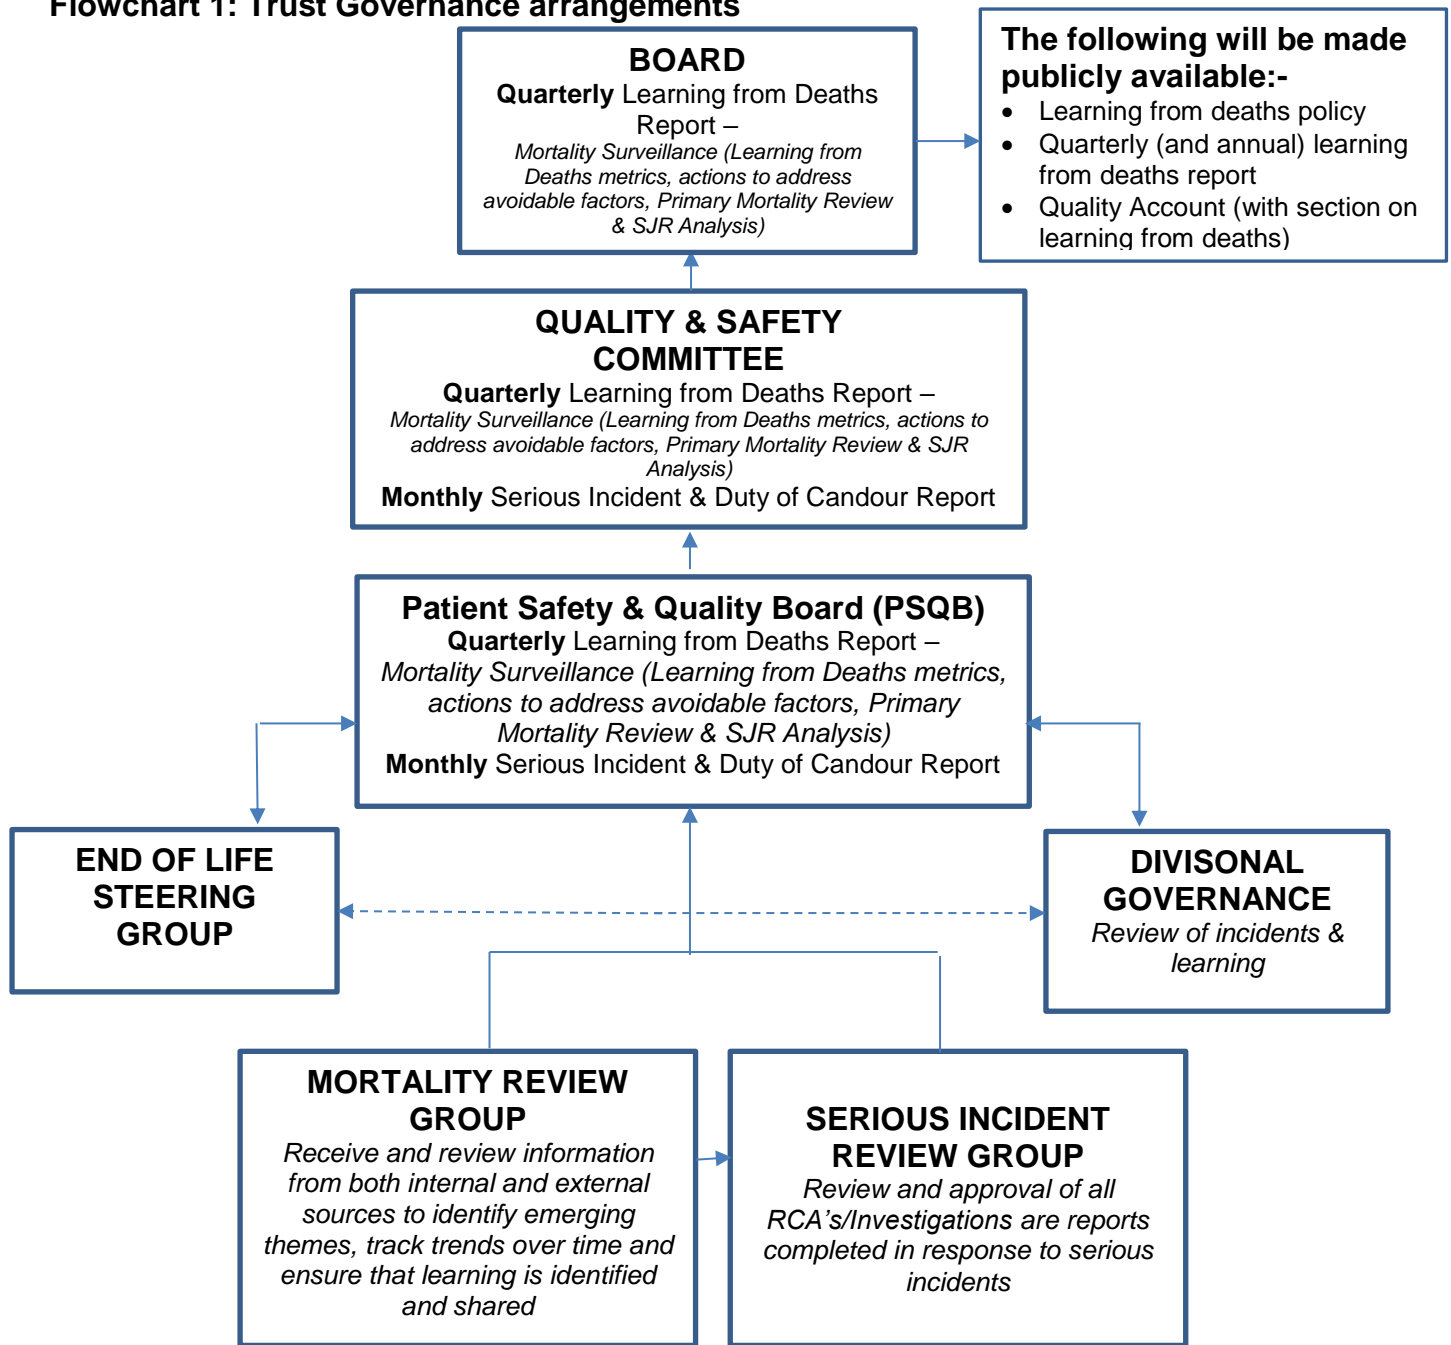 Flowchart 1: Trust Governance arrangements
BOARD
Quarterly Learning from Deaths
Report –
Mortality Surveillance (Learning from
Deaths metrics, actions to address
avoidable factors, Primary Mortality Review
& SJR Analysis)
The following will be made
publicly available:-
• Learning from deaths policy
• Quarterly (and annual) learning
from deaths report
• Quality Account (with section on
learning from deaths)
QUALITY & SAFETY
COMMITTEE
Quarterly Learning from Deaths Report –
Mortality Surveillance (Learning from Deaths metrics, actions to
address avoidable factors, Primary Mortality Review & SJR
Analysis)
Monthly Serious Incident & Duty of Candour Report
Patient Safety & Quality Board (PSQB)
Quarterly Learning from Deaths Report –
Mortality Surveillance (Learning from Deaths metrics,
actions to address avoidable factors, Primary
Mortality Review & SJR Analysis)
Monthly Serious Incident & Duty of Candour Report
END OF LIFE
STEERING
GROUP
DIVISONAL
GOVERNANCE
Review of incidents &
learning
MORTALITY REVIEW
GROUP
Receive and review information
from both internal and external
sources to identify emerging
themes, track trends over time and
ensure that learning is identified
and shared
SERIOUS INCIDENT
REVIEW GROUP
Review and approval of all
RCA’s/Investigations are reports
completed in response to serious
incidents